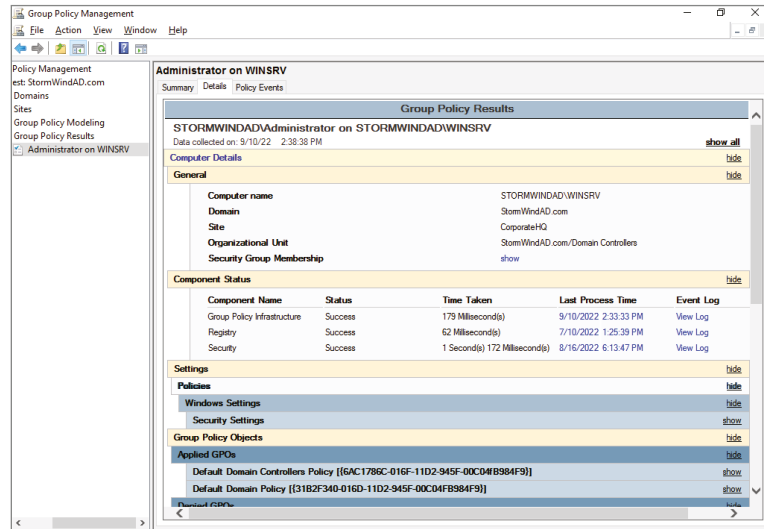 Group Policy Management
File Action View Window Help
Policy Management
est: StormWindAD.com
Domains
Sites
Group Policy Modeling
Group Policy Results
Administrator on WINSRV
Administrator on WINSRV
Summary Details Policy Events
Group Policy Results
STORMWINDAD\Administrator on STORMWINDAD\WINSRV
Data collected on: 9/10/22 2:38:38 PM show all
Computer Details hide
General hide
Computer name STORMWINDAD\WINSRV
Domain StormWindAD.com
Site CorporateHQ
Organizational Unit StormWindAD.com/Domain Controllers
Security Group Membership show
Component Status hide
Component Name Status Time Taken Last Process Time Event Log
Group Policy Infrastructure Success 179 Millisecond(s) 9/10/2022 2:33:33 PM View Log
Registry Success 62 Millisecond(s) 7/10/2022 1:25:39 PM View Log
Security Success 1 Second(s) 172 Millisecond(s) 8/16/2022 6:13:47 PM View Log
Settings hide
Policies hide
Windows Settings hide
Security Settings show
Group Policy Objects hide
Applied GPOs hide
Default Domain Controllers Policy [{6AC1786C-016F-11D2-945F-00C04fB984F9}] show
Default Domain Policy [{31B2F340-016D-11D2-945F-00C04FB984F9}] show
Denied GPOs hide